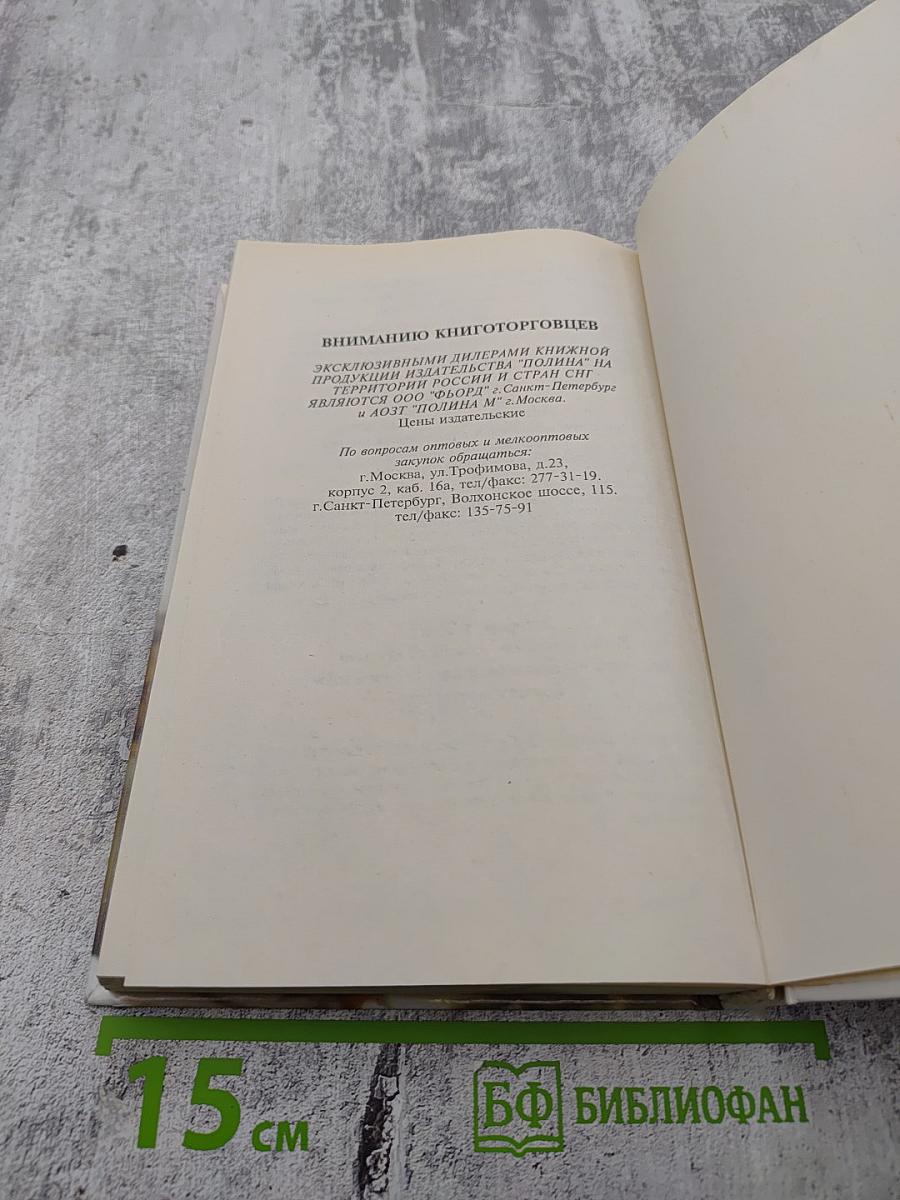 ВНИМАНИЮ КНИГОТОРГОВЦЕВ
ЭКСКЛЮЗИВНЫМИ ДИЛЕРАМИ КНИЖНОЙ
ПРОДУКЦИИ ИЗДАТЕЛЬСТВА "ПОЛИНА" НА
ТЕРРИТОРИИ РОССИИ И СТРАН СНГ
ЯВЛЯЮТСЯ ООО "ФЬОРД" г.Санкт-Петербург
и АОЗТ "ПОЛИНА М" г.Москва.
Цены издательские
По вопросам оптовых и мелкооптовых
закупок обращаться:
г.Москва, ул.Трофимова, д.23,
корпус 2, каб. 16а, тел/факс: 277-31-19.
г.Санкт-Петербург, Волхонское шоссе, 115.
тел/факс: 135-75-91
15 см
БФ БИБЛИОФАН